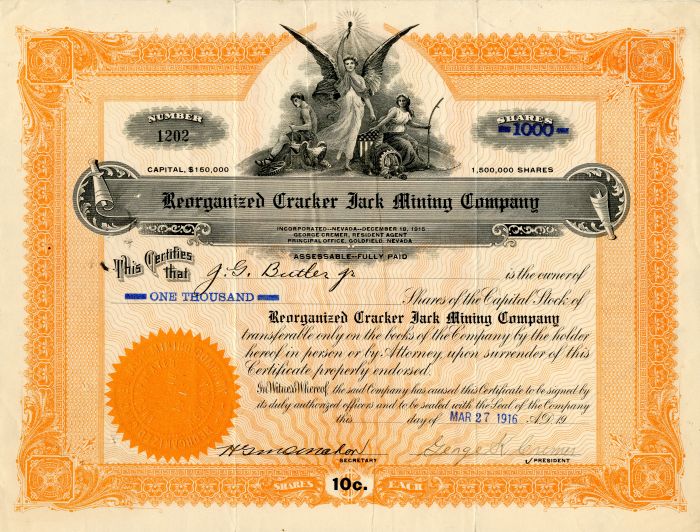 NUMBER
1202
SHARES
1000
CAPITAL, $150,000
1,500,000 SHARES
Reorganized Cracker Jack Mining Company
INCORPORATED--NEVADA--DECEMBER 18, 1915
GEORGE CREMER, RESIDENT AGENT
PRINCIPAL OFFICE, GOLDFIELD, NEVADA
ASSESSABLE--FULLY PAID
This Certifies that J. G. Butler Jr is the owner of
ONE THOUSAND Shares of the Capital Stock of
Reorganized Cracker Jack Mining Company
transferable only on the books of the Company by the holder
hereof in person or by Attorney, upon surrender of this
Certificate properly endorsed.
In Witness Whereof, the said Company has caused this Certificate to be signed by
its duly authorized officers and to be sealed with the Seal of the Company
this day of MAR 27 1916 A.D. 19
SECRETARY
George K
PRESIDENT
SHARES 10c. EACH